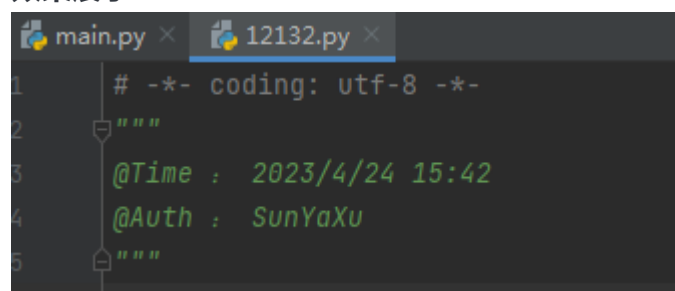 main.py × 12132.py ×
1 # -*- coding: utf-8 -*-
2 """
3 @Time ： 2023/4/24 15:42
4 @Auth ： SunYaXu
5 """